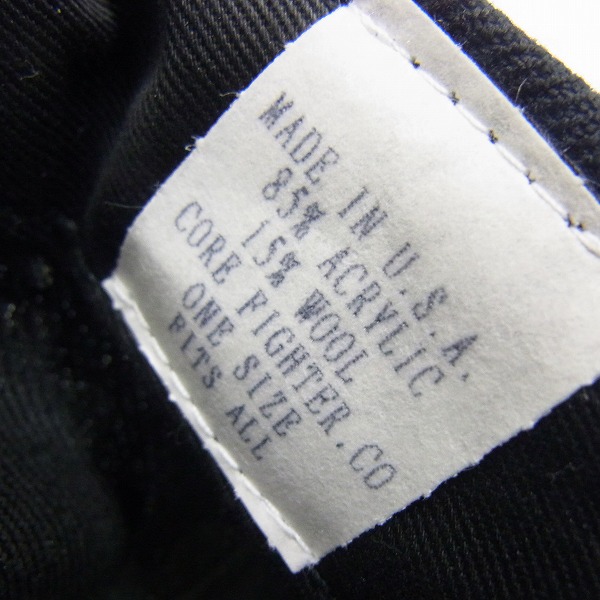 MADE IN U.S.A.
85% ACRYLIC
15% WOOL
CORE FIGHTER.CO
ONE SIZE
FITS ALL